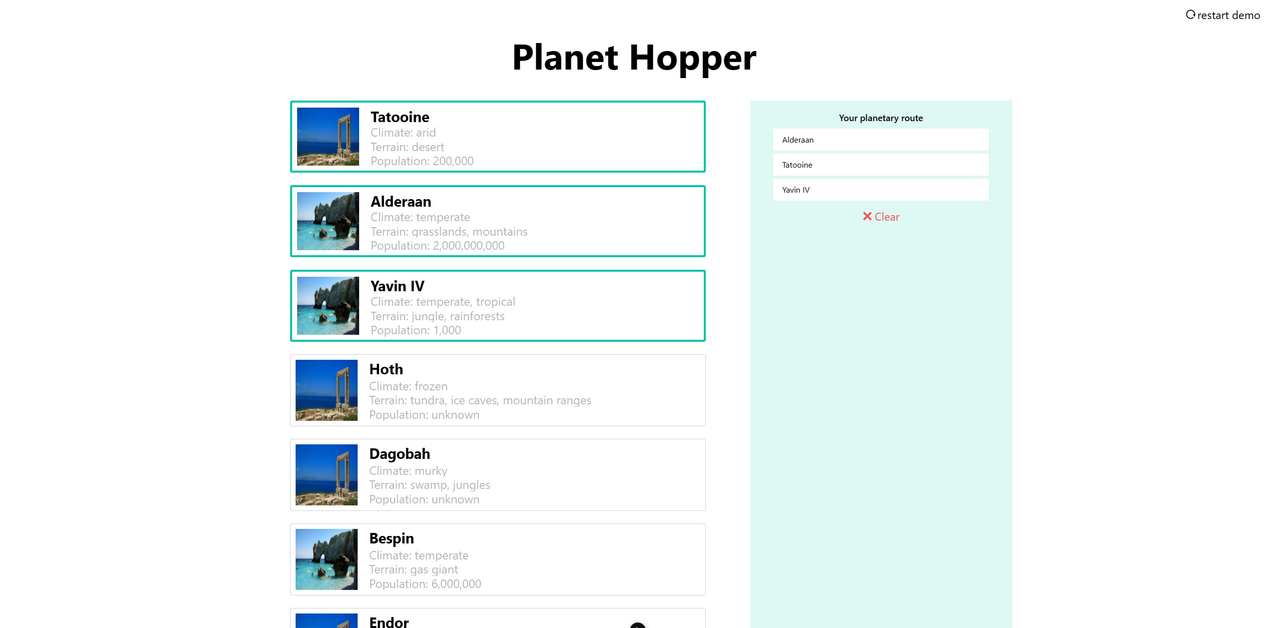 restart demo
Planet Hopper
Tatooine
Climate: arid
Terrain: desert
Population: 200,000
Alderaan
Climate: temperate
Terrain: grasslands, mountains
Population: 2,000,000,000
Yavin IV
Climate: temperate, tropical
Terrain: jungle, rainforests
Population: 1,000
Hoth
Climate: frozen
Terrain: tundra, ice caves, mountain ranges
Population: unknown
Dagobah
Climate: murky
Terrain: swamp, jungles
Population: unknown
Bespin
Climate: temperate
Terrain: gas giant
Population: 6,000,000
Endor
Your planetary route
Alderaan
Tatooine
Yavin IV
Clear